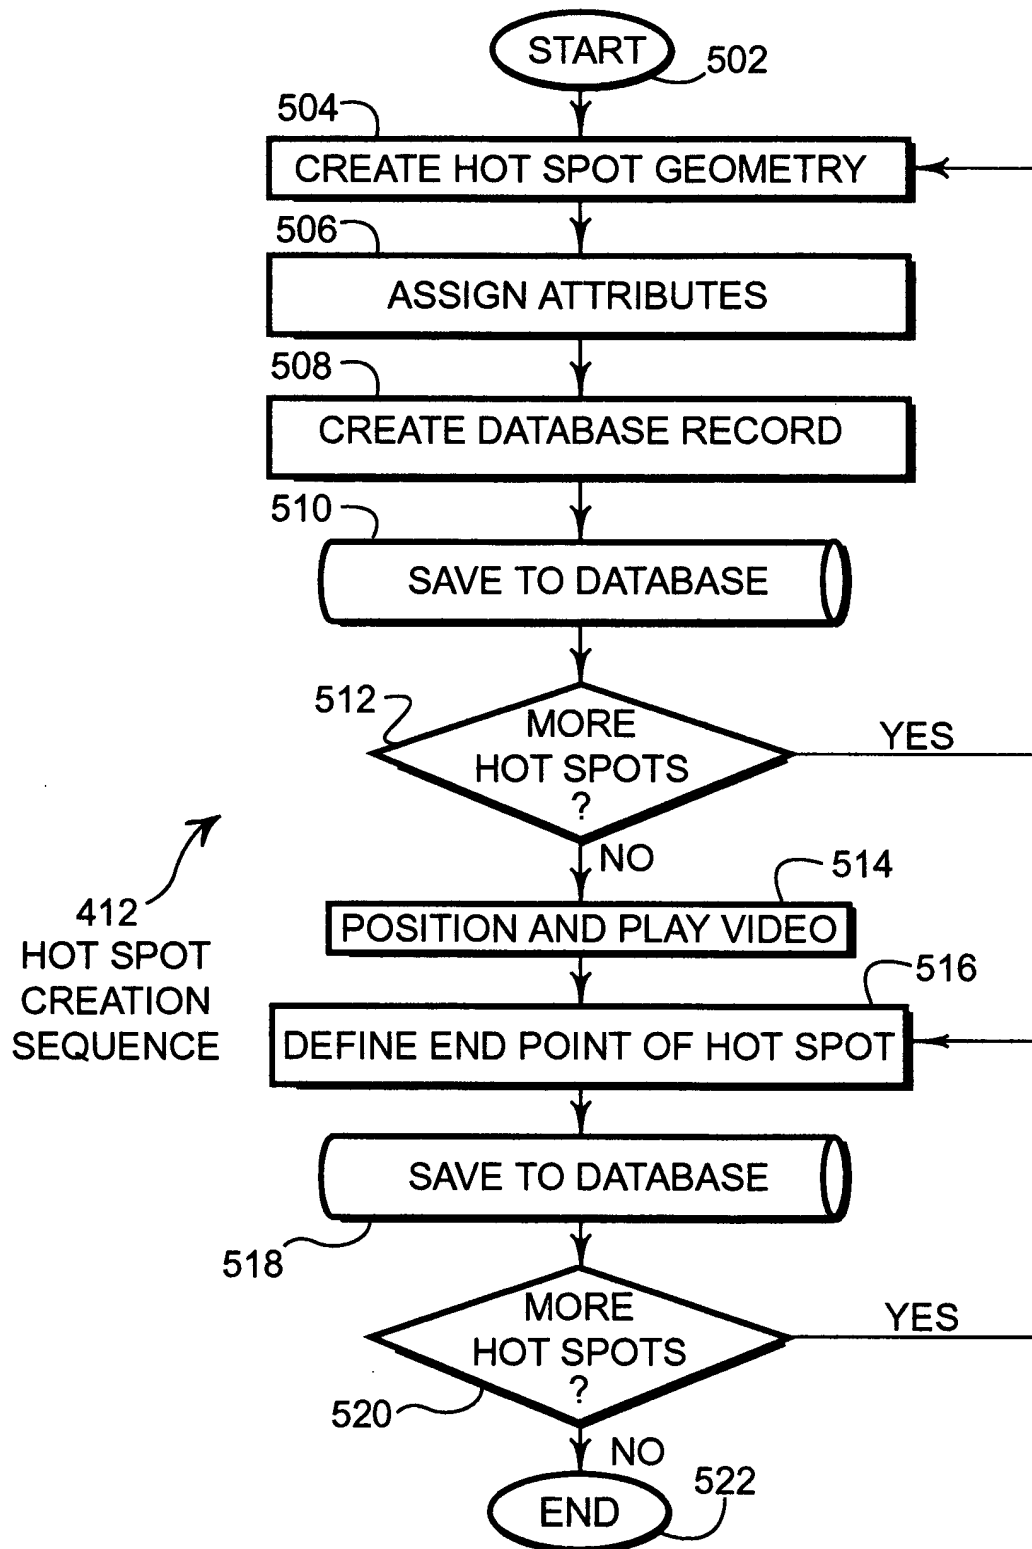 START
502
504
CREATE HOT SPOT GEOMETRY
506
ASSIGN ATTRIBUTES
508
CREATE DATABASE RECORD
510
SAVE TO DATABASE
512
MORE
HOT SPOTS
?
YES
NO
514
POSITION AND PLAY VIDEO
412
HOT SPOT
CREATION
SEQUENCE
516
DEFINE END POINT OF HOT SPOT
SAVE TO DATABASE
518
MORE
HOT SPOTS
?
YES
520
NO
END
522